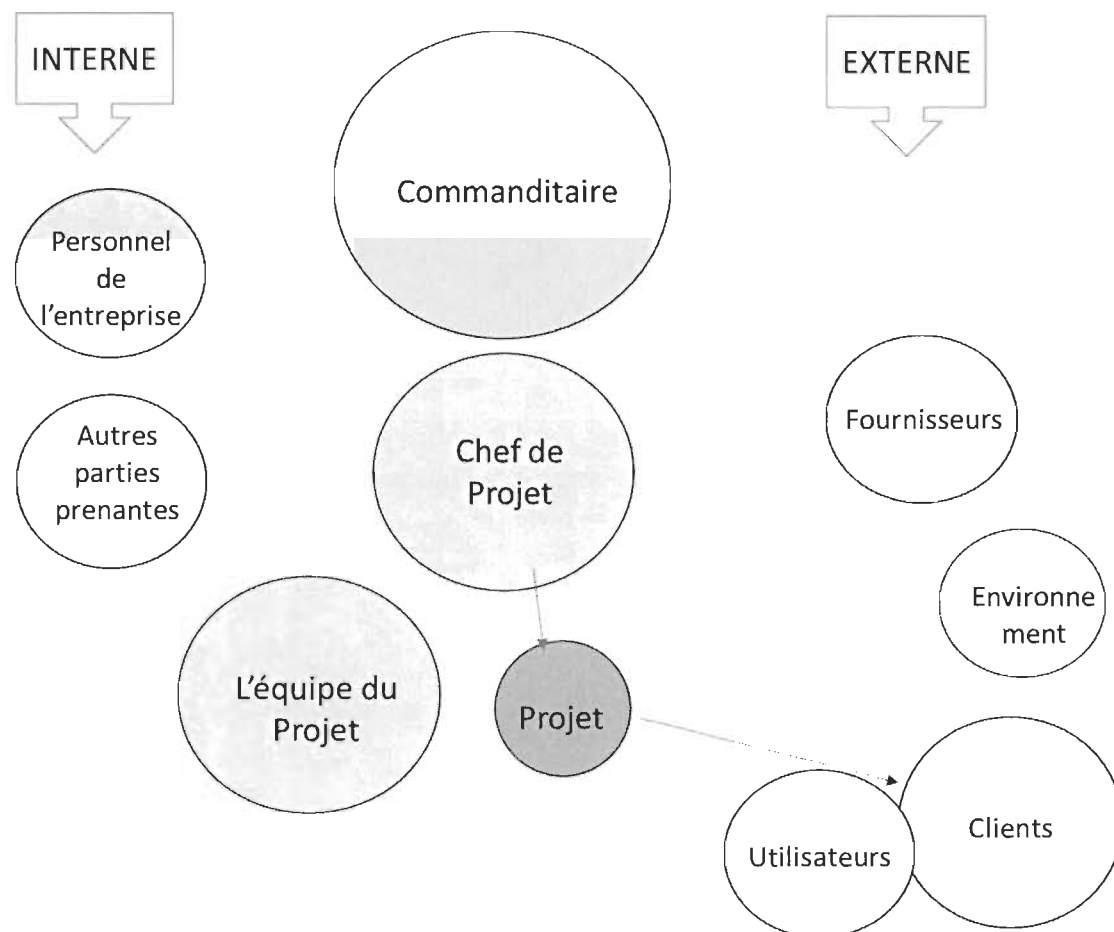 INTERNE
EXTERNE
Commanditaire
Personnel
de
l'entreprise
Autres
parties
prenantes
Chef de
Projet
Fournisseurs
Environne
ment
L'équipe du
Projet
Projet
Utilisateurs
Clients